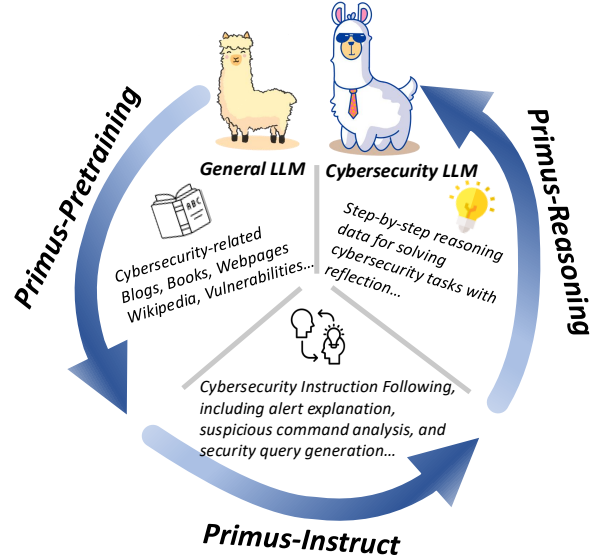 General LLM
Cybersecurity LLM
Primus-Pretraining
ABC
Cybersecurity-related
Blogs, Books, Webpages
Wikipedia, Vulnerabilities...
Step-by-step reasoning
data for solving
cybersecurity tasks with
reflection...
Primus-Reasoning
Cybersecurity Instruction Following,
including alert explanation,
suspicious command analysis, and
security query generation...
Primus-Instruct